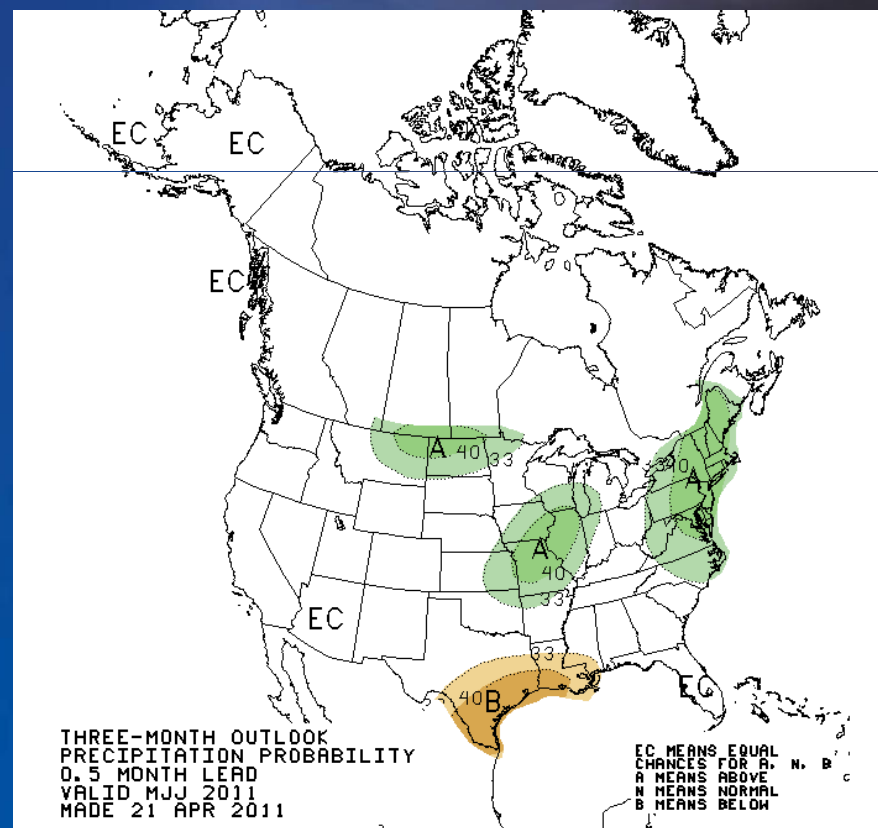 EC
EC
EC
A
40
33
33
40
A
A
40
33
EC
33
40
B
EC
THREE-MONTH OUTLOOK
PRECIPITATION PROBABILITY
0.5 MONTH LEAD
VALID MJJ 2011
MADE 21 APR 2011
EC MEANS EQUAL
CHANCES FOR A, N, B
A MEANS ABOVE
N MEANS NORMAL
B MEANS BELOW